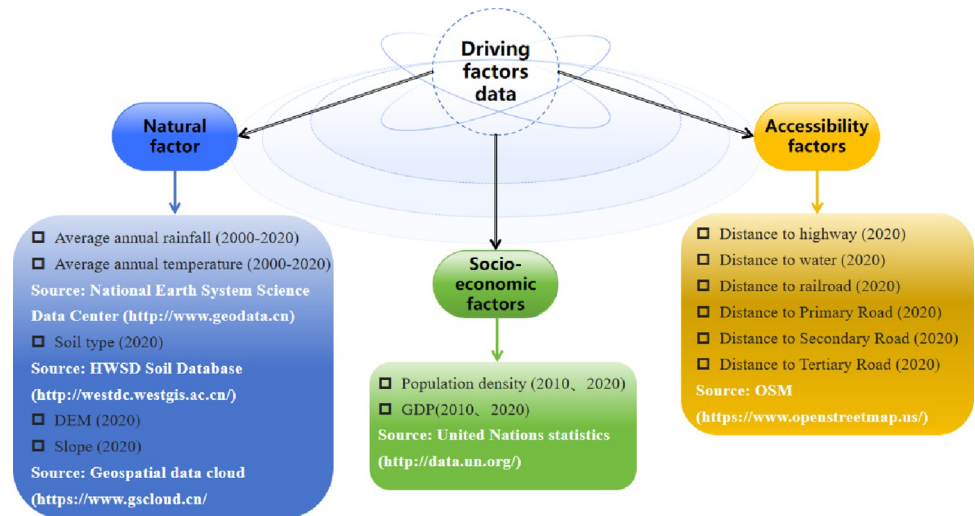 Driving
factors
data
Natural
factor
Average annual rainfall (2000-2020)
Average annual temperature (2000-2020)
Source: National Earth System Science
Data Center (http://www.geodata.cn)
Soil type (2020)
Source: HWSD Soil Database
(http://westdc.westgis.ac.cn/)
DEM (2020)
Slope (2020)
Source: Geospatial data cloud
(https://www.gscloud.cn/
Socio-
economic
factors
Population density (2010、2020)
GDP(2010、2020)
Source: United Nations statistics
(http://data.un.org/)
Accessibility
factors
Distance to highway (2020)
Distance to water (2020)
Distance to railroad (2020)
Distance to Primary Road (2020)
Distance to Secondary Road (2020)
Distance to Tertiary Road (2020)
Source: OSM
(https://www.openstreetmap.us/)